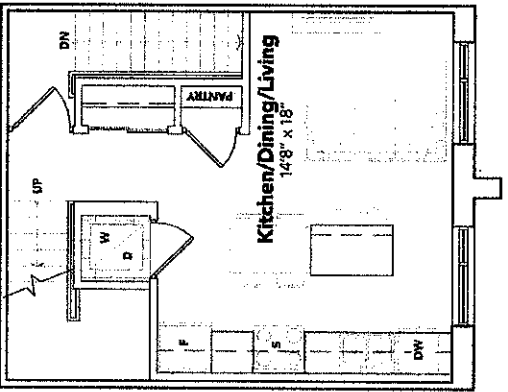 DN
PANTRY
Kitchen/Dining/Living
14'8" x 18"
UP
W
D
F
S
DW